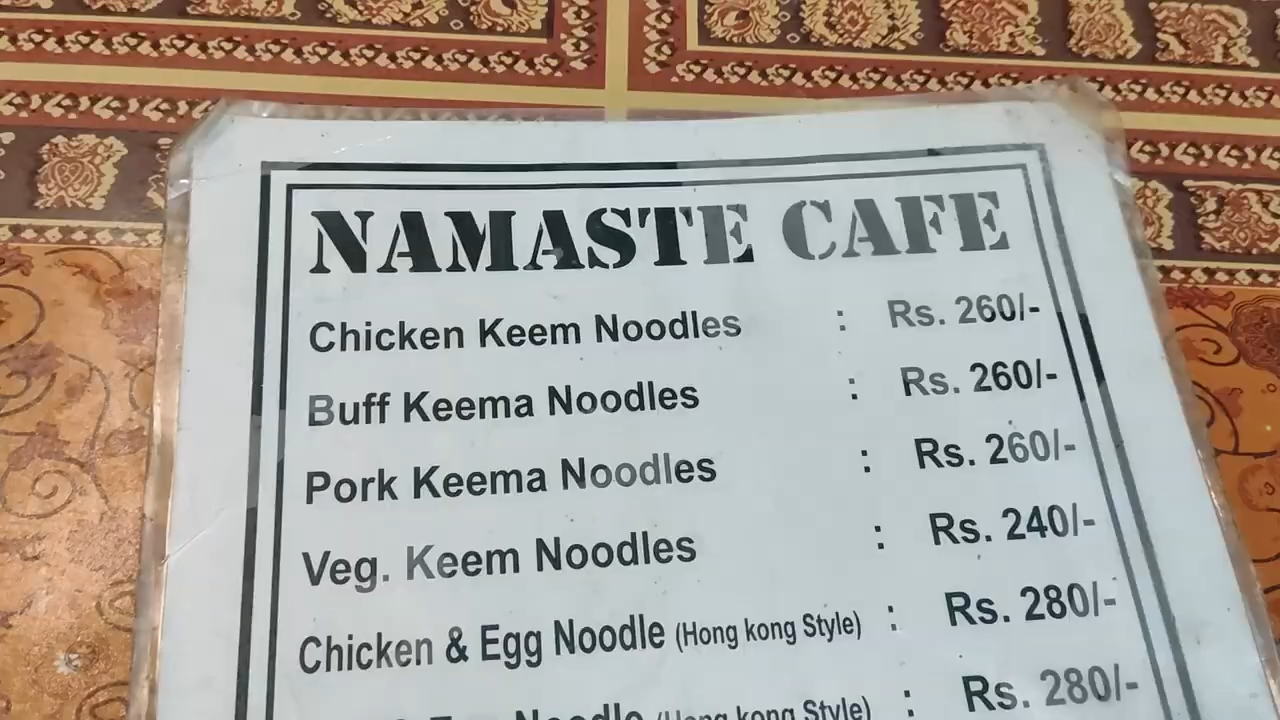 NAMASTE CAFE
Chicken Keem Noodles : Rs. 260/-
Buff Keema Noodles : Rs. 260/-
Pork Keema Noodles : Rs. 260/-
Veg. Keem Noodles : Rs. 240/-
Chicken & Egg Noodle (Hong kong Style) : Rs. 280/-
Noodle (Hong kong Style) : Rs. 280/-